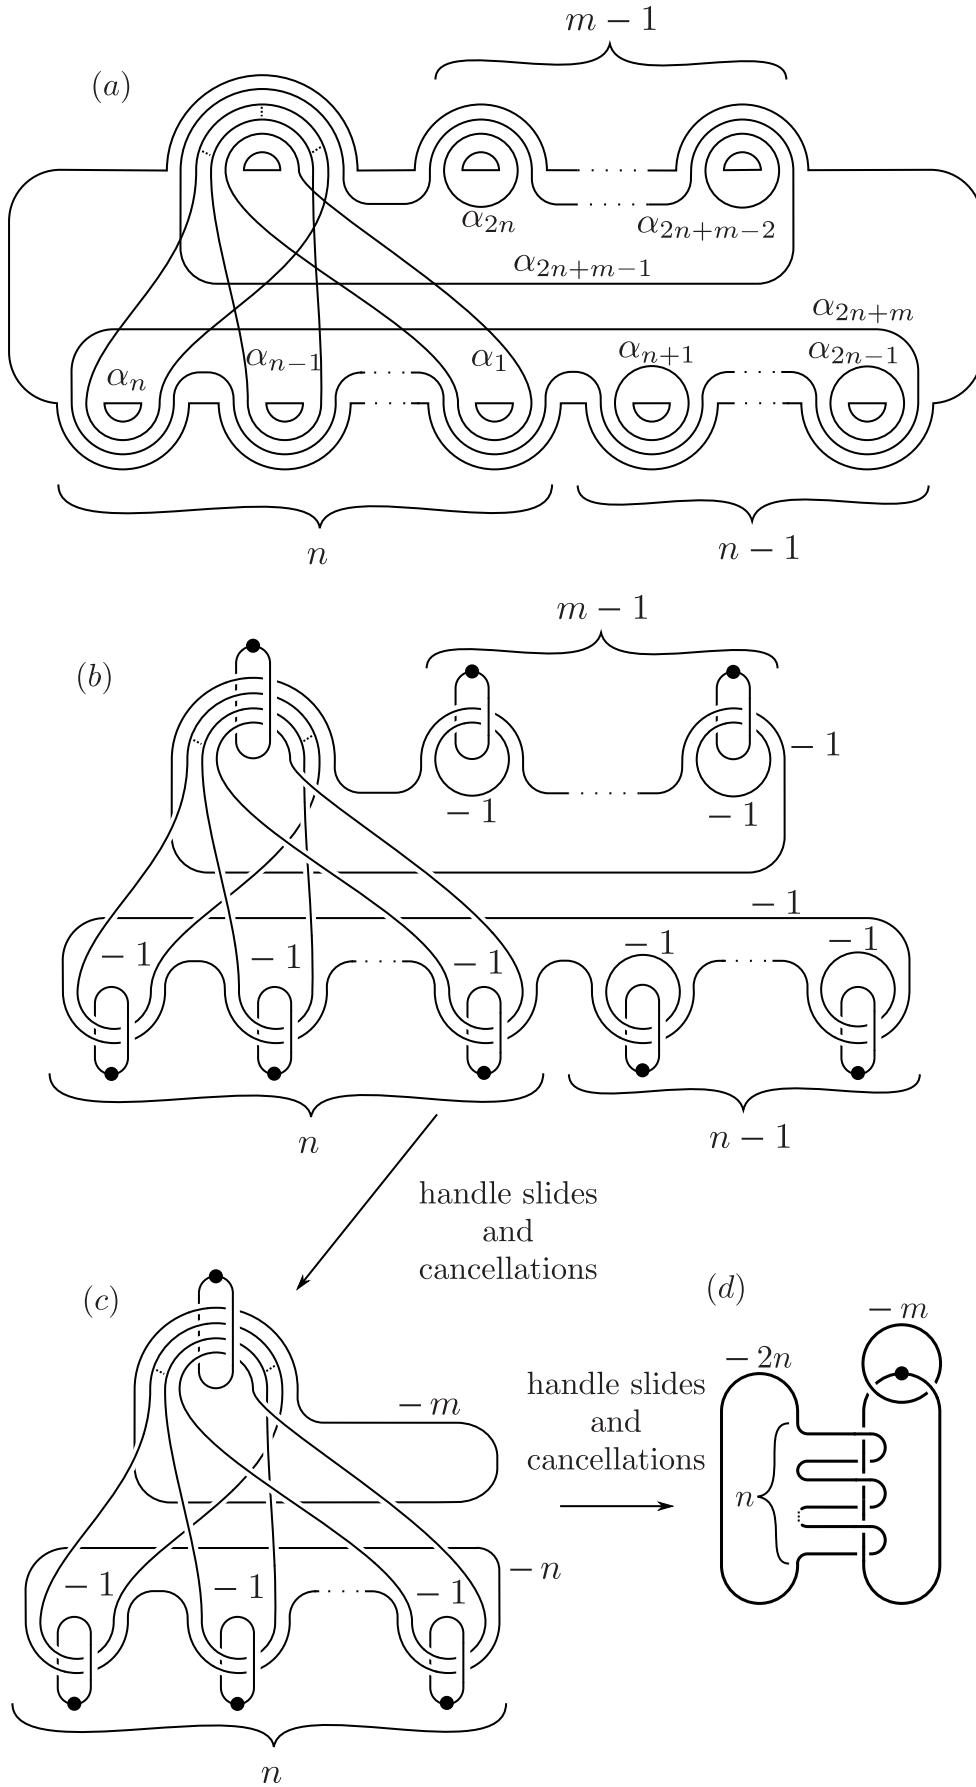 m − 1
(a)
α_{2n}
α_{2n+m−2}
α_{2n+m−1}
α_{2n+m}
α_n
α_{n−1}
α_1
α_{n+1}
α_{2n−1}
n
n − 1
m − 1
(b)
− 1
− 1
− 1
− 1
− 1
− 1
− 1
− 1
− 1
n
n − 1
handle slides
and
cancellations
(c)
(d)
− m
− 2n
handle slides
and
cancellations
− m
n
− n
− 1
− 1
− 1
n